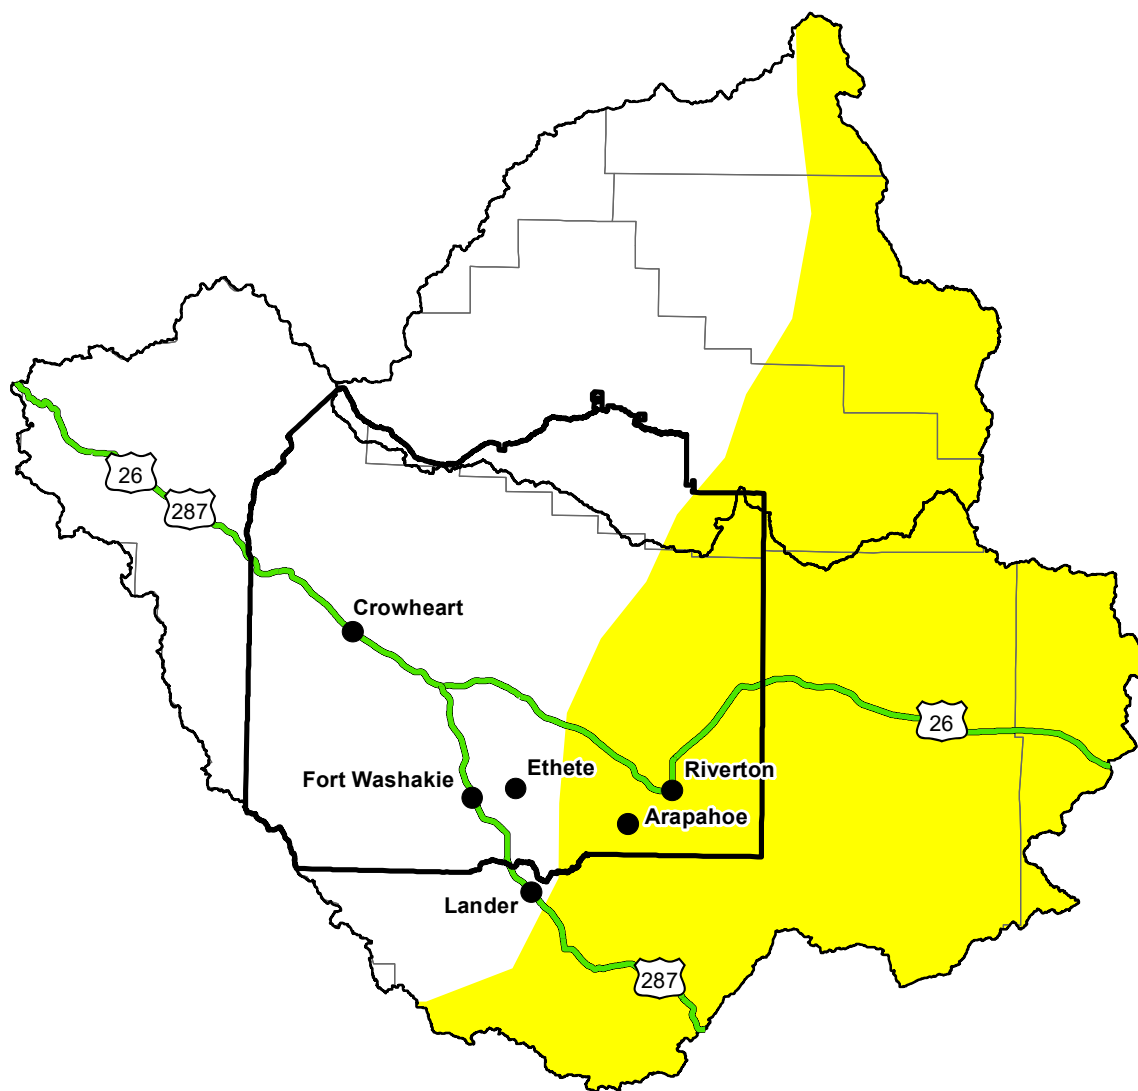 26
287
Crowheart
Fort Washakie
Ethete
Riverton
26
Arapahoe
Lander
287